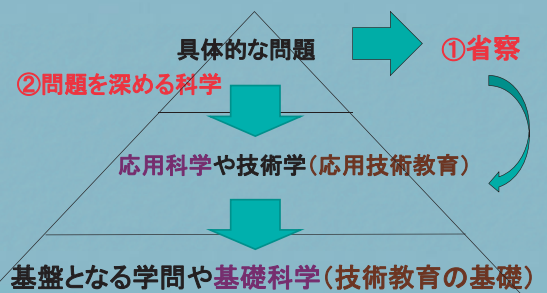 具体的な問題
①省察
②問題を深める科学
応用科学や技術学(応用技術教育)
基盤となる学問や基礎科学(技術教育の基礎)